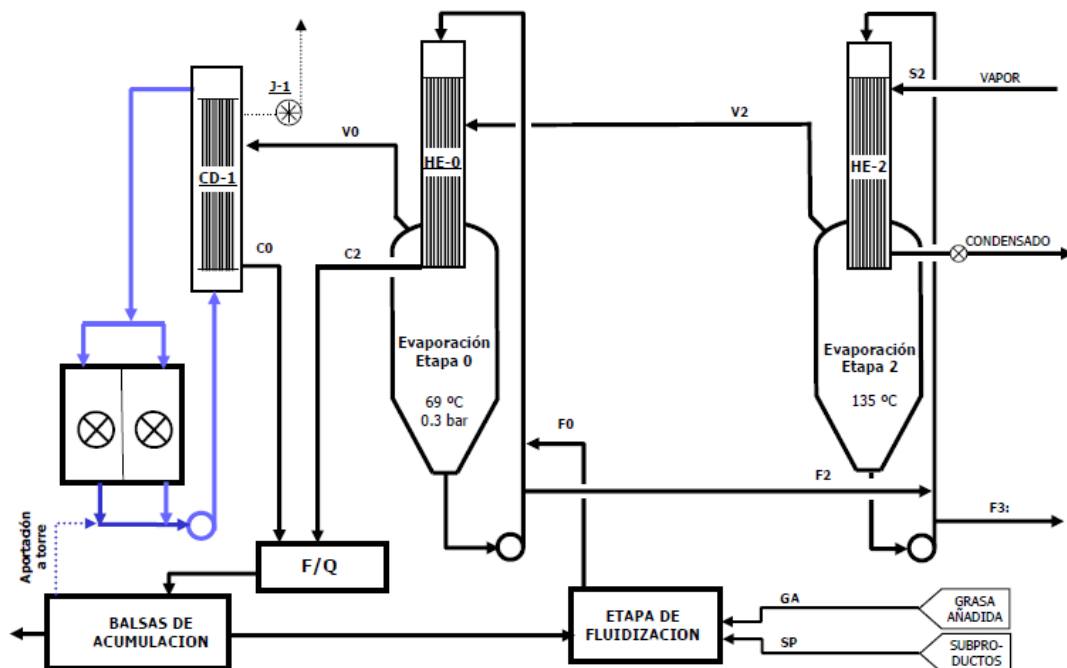 J-1
V0
CD-1
C0
HE-0
C2
V2
S2
VAPOR
HE-2
CONDENSADO
Evaporación
Etapa 0
69 ºC
0.3 bar
Evaporación
Etapa 2
135 ºC
F0
F2
F3:
Aportación
a torre
F/Q
BALSAS DE
ACUMULACION
ETAPA DE
FLUIDIZACION
GA
GRASA
AÑADIDA
SP
SUBPRO-
DUCTOS